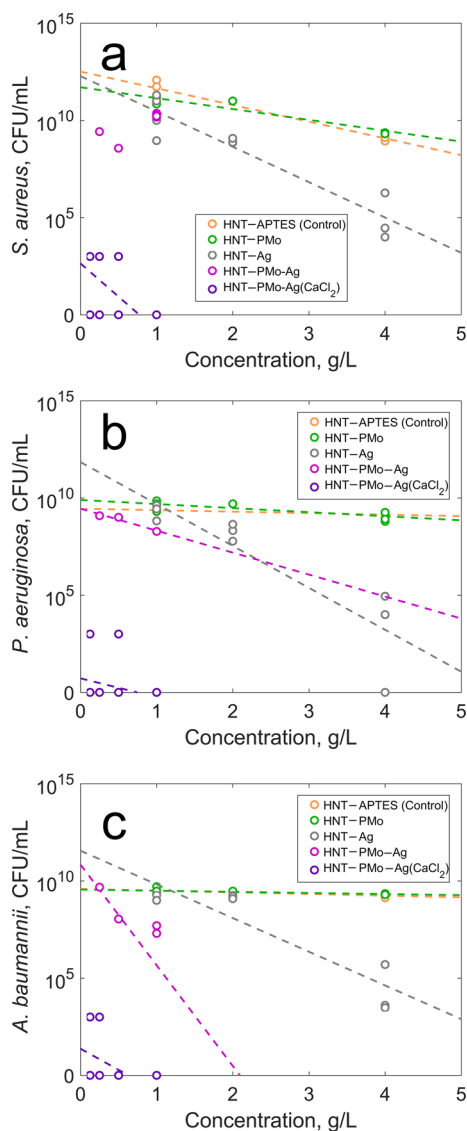 a
S. aureus, CFU/mL
10^15
10^10
10^5
0
HNT−APTES (Control)
HNT−PMo
HNT−Ag
HNT−PMo-Ag
HNT−PMo-Ag(CaCl₂)
0 1 2 3 4 5
Concentration, g/L
b
P. aeruginosa, CFU/mL
10^15
10^10
10^5
0
HNT−APTES (Control)
HNT−PMo
HNT−Ag
HNT−PMo−Ag
HNT−PMo−Ag(CaCl₂)
0 1 2 3 4 5
Concentration, g/L
c
A. baumannii, CFU/mL
10^15
10^10
10^5
0
HNT−APTES (Control)
HNT−PMo
HNT−Ag
HNT−PMo−Ag
HNT−PMo−Ag(CaCl₂)
0 1 2 3 4 5
Concentration, g/L